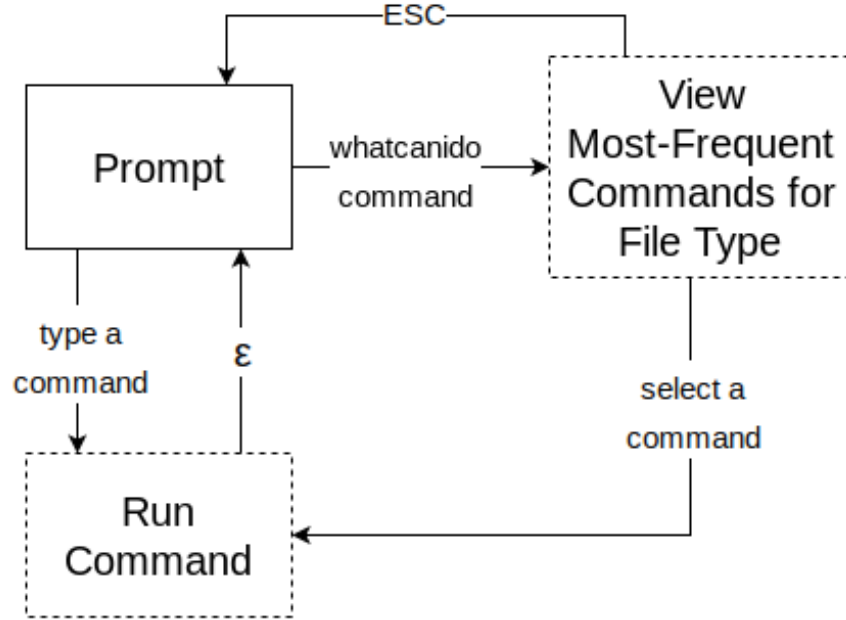 ESC
View
Most-Frequent
Commands for
File Type
Prompt
whatcanido
command
type a
command
ε
select a
command
Run
Command